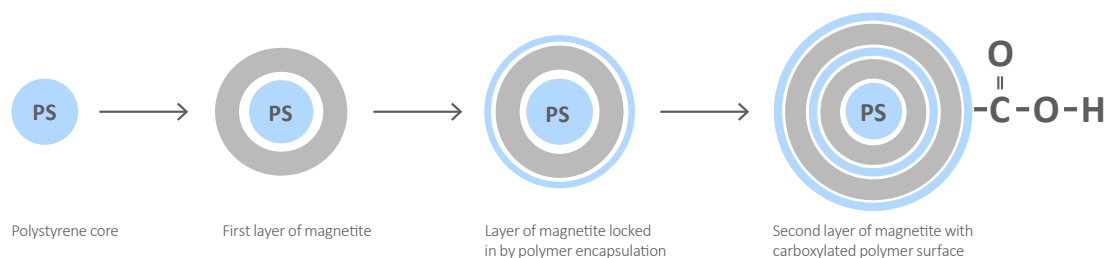 PS
PS
PS
PS
O
=
-C-O-H
Polystyrene core
First layer of magnetite
Layer of magnetite locked
in by polymer encapsulation
Second layer of magnetite with
carboxylated polymer surface